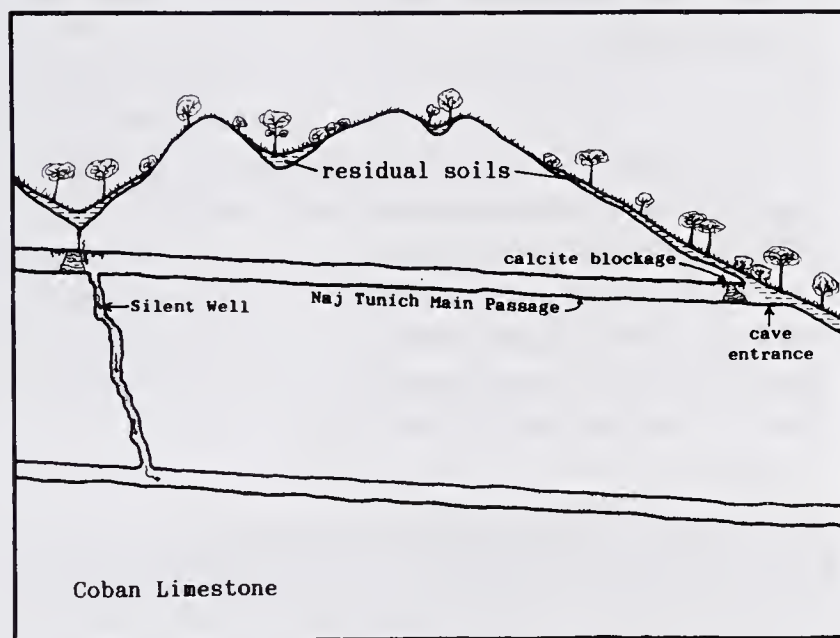 residual soils
calcite blockage
Silent Well
Naj Tunich Main Passage
cave
entrance
Coban Limestone